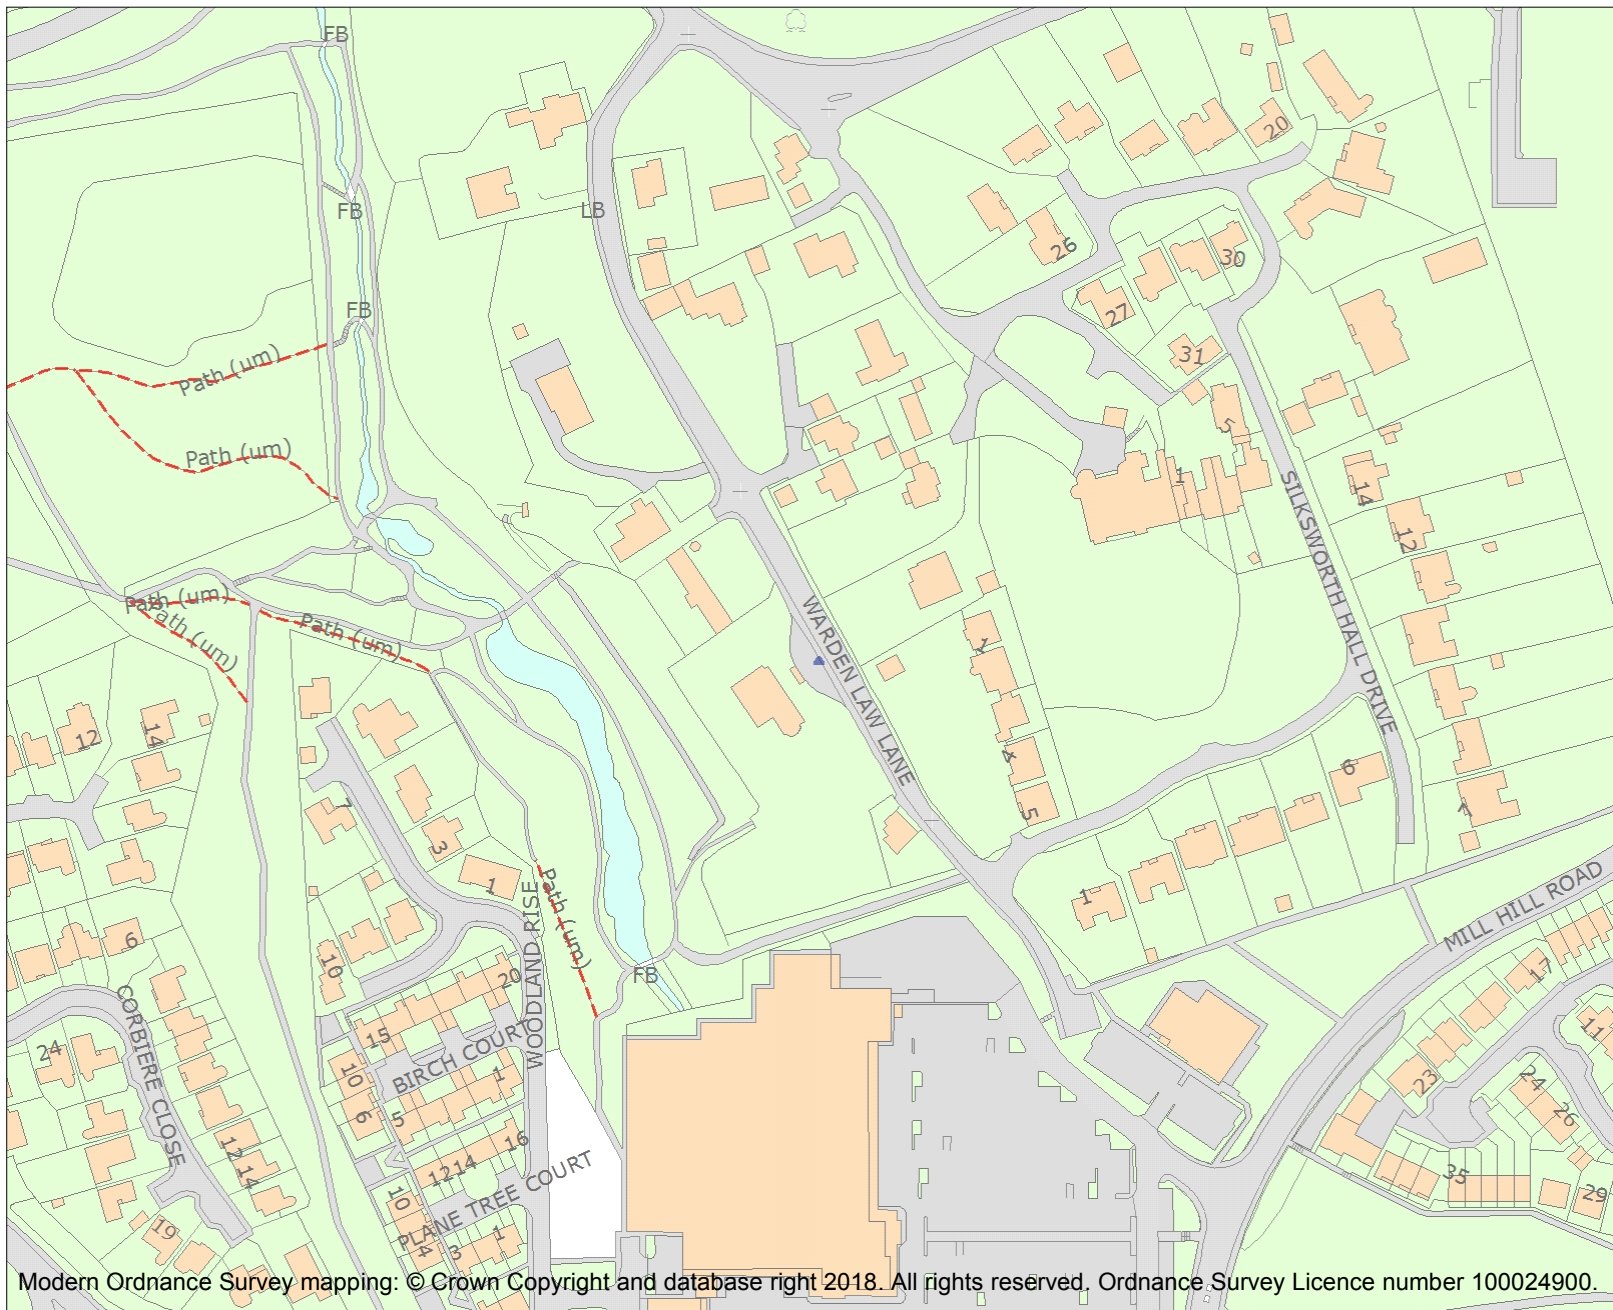 FB
20
FB
LB
26
30
FB
27
31
Path (um)
5
Path (um)
1
14
12
SILKSWORTH HALL DRIVE
Path (um)
Path (um)
Path (um)
WARDEN LAW LANE
1
12
14
4
6
7
5
7
3
1
1
WOODLAND RISE
Path (um)
MILL HILL ROAD
6
10
FB
20
17
CORBIERE CLOSE
15
BIRCH COURT
11
24
10
1
23
24
6
5
26
12
14
16
12 14
35
10
PLANE TREE COURT
29
19
4
3
1
Modern Ordnance Survey mapping: © Crown Copyright and database right 2018. All rights reserved. Ordnance Survey Licence number 100024900.